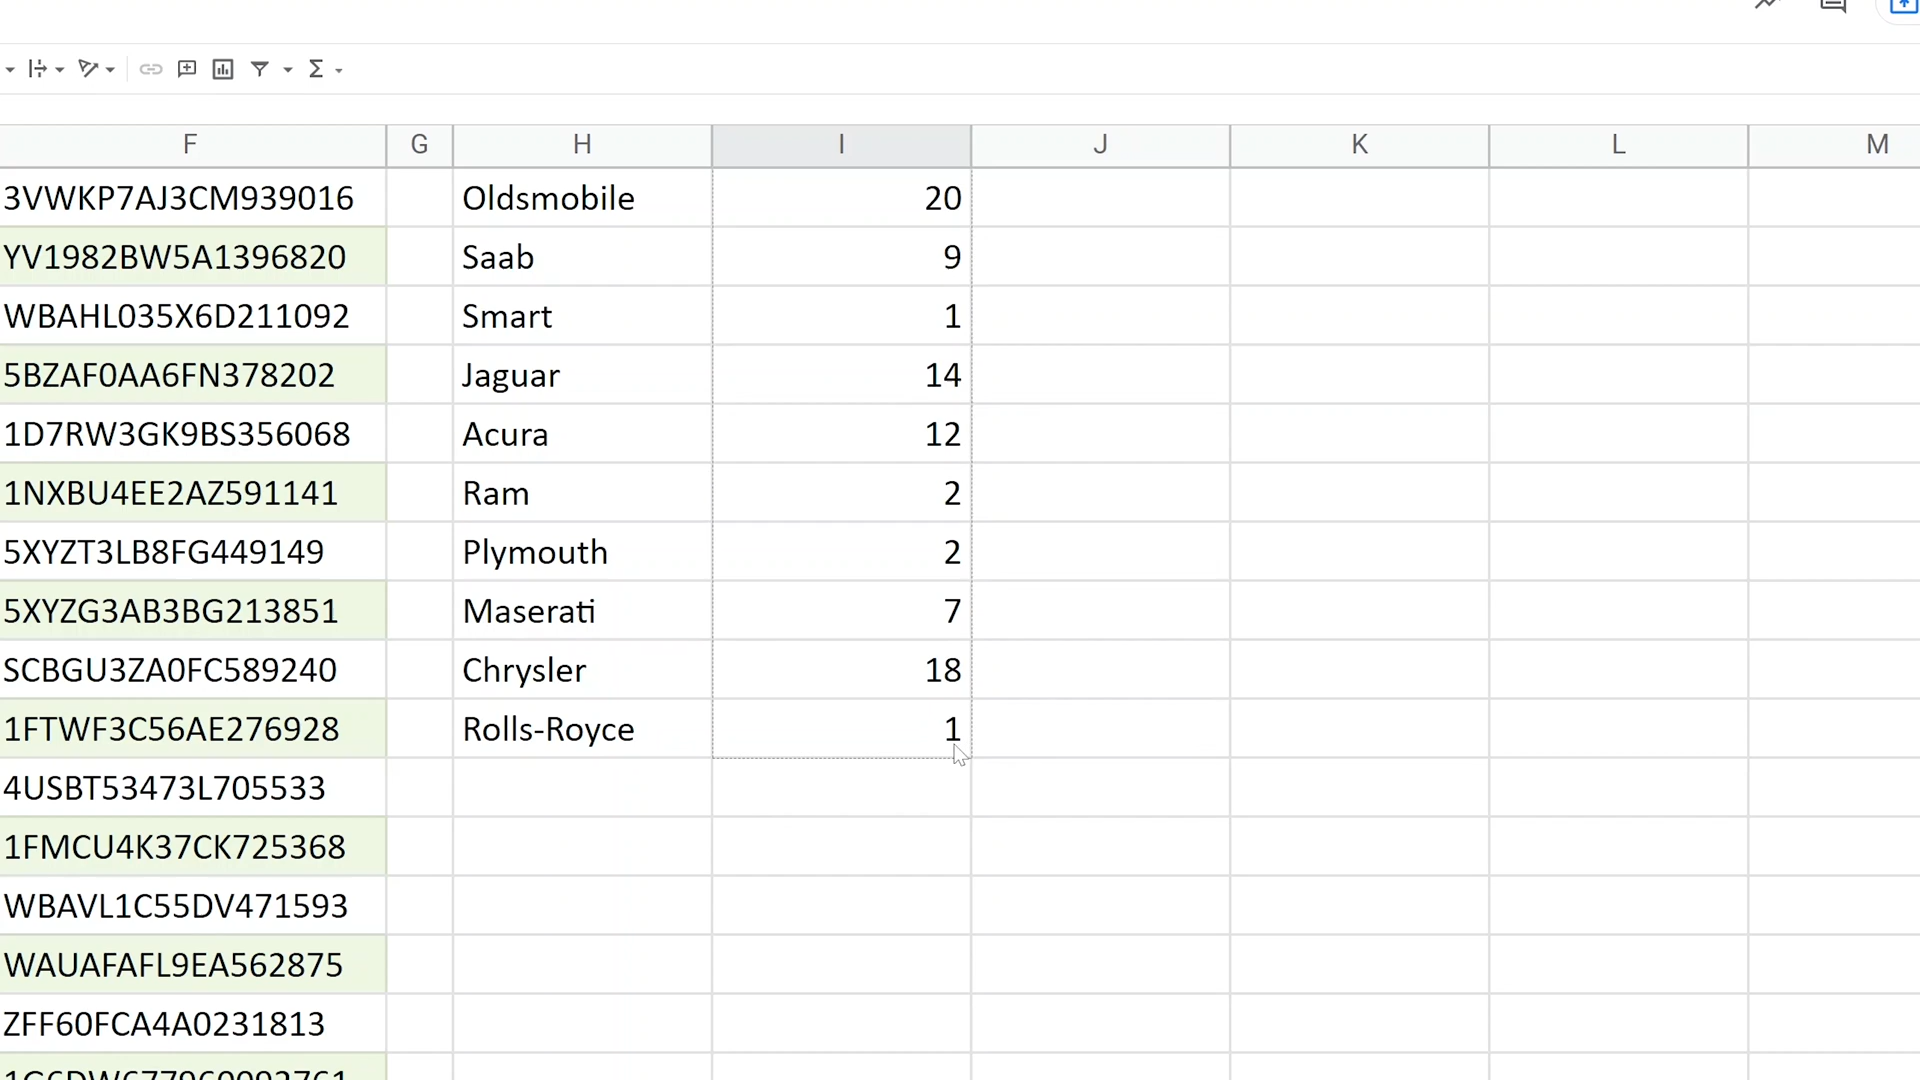 F G H I J K L M
3VWKP7AJ3CM939016 Oldsmobile 20
YV1982BW5A1396820 Saab 9
WBAHL035X6D211092 Smart 1
5BZAF0AA6FN378202 Jaguar 14
1D7RW3GK9BS356068 Acura 12
1NXBU4EE2AZ591141 Ram 2
5XYZT3LB8FG449149 Plymouth 2
5XYZG3AB3BG213851 Maserati 7
SCBGU3ZA0FC589240 Chrysler 18
1FTWF3C56AE276928 Rolls-Royce 1
4USBT53473L705533
1FMCU4K37CK725368
WBAVL1C55DV471593
WAUAFAFL9EA562875
ZFF60FCA4A0231813